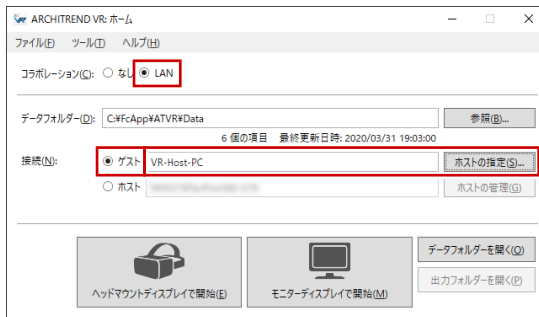 ARCHITREND VR: ホーム
ファイル(F) ツール(T) ヘルプ(H)
コラボレーション(C): なし LAN
データフォルダー(D): C:¥FcApp¥ATVR¥Data 参照(B)...
6 個の項目 最終更新日時: 2020/03/31 19:03:00
接続(N): ゲスト VR-Host-PC ホストの指定(S)...
ホスト ホストの管理(G)
データフォルダーを開く(O)
出力フォルダーを開く(P)
ヘッドマウントディスプレイで開始(E) モニターディスプレイで開始(M)